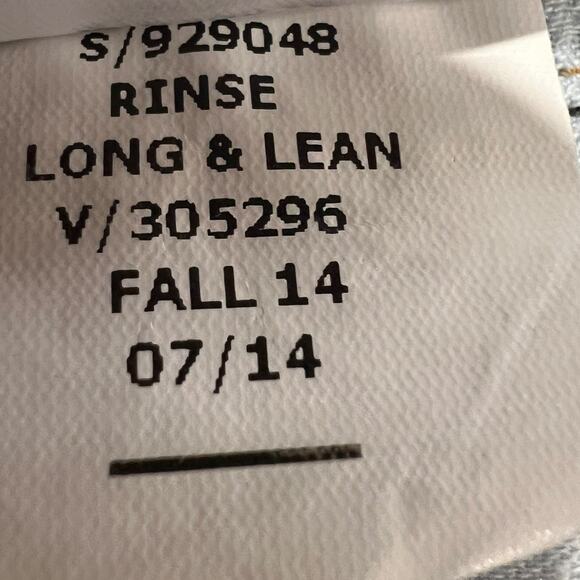 S/929048
RINSE
LONG & LEAN
V/305296
FALL 14
07/14